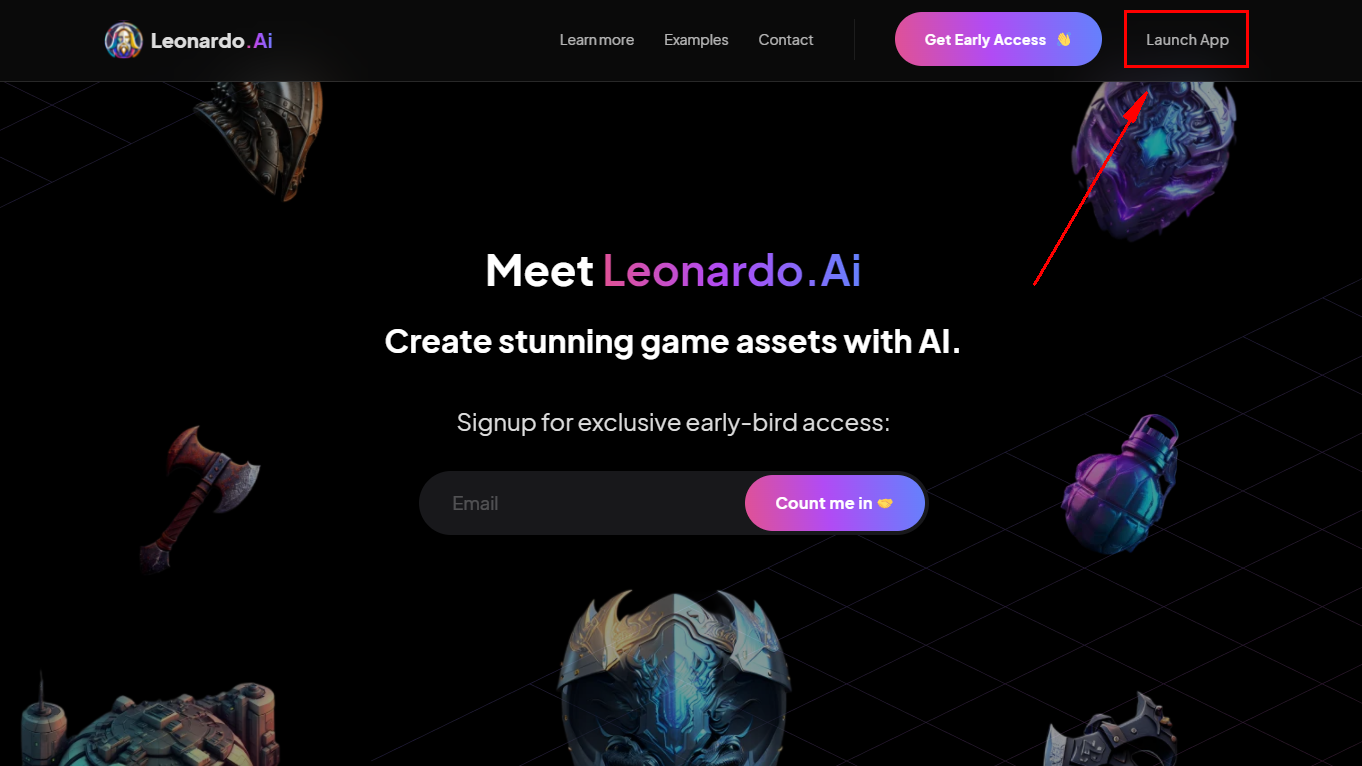 Leonardo.Ai
Learn more
Examples
Contact
Get Early Access 👋
Launch App
Meet Leonardo.Ai
Create stunning game assets with AI.
Signup for exclusive early-bird access:
Email
Count me in 🤝